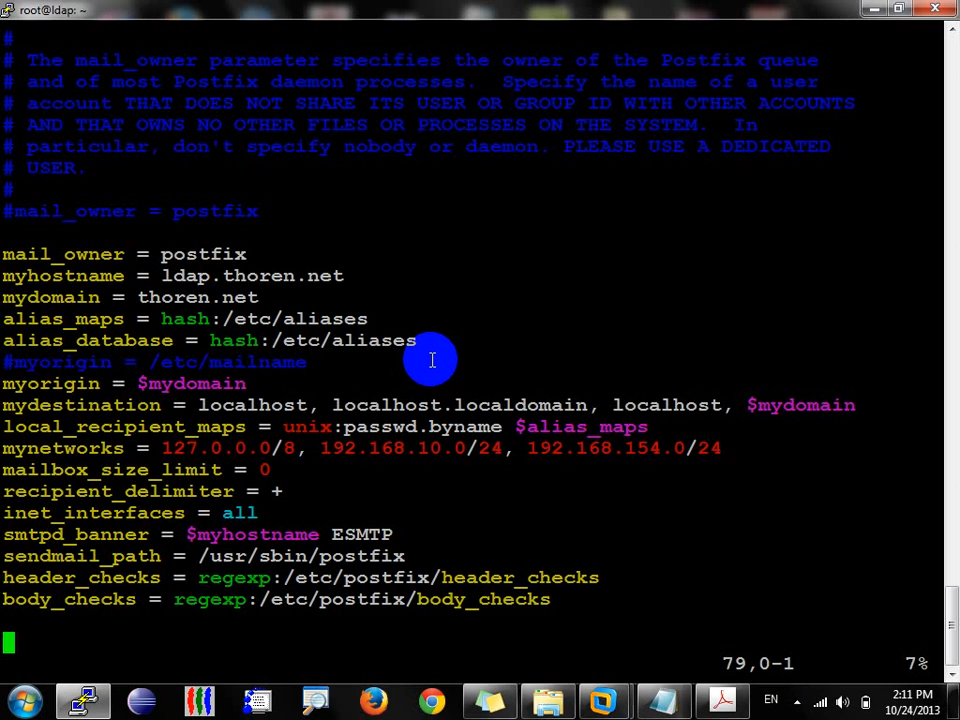 root@ldap: ~
#
# The mail_owner parameter specifies the owner of the Postfix queue
# and of most Postfix daemon processes.  Specify the name of a user
# account THAT DOES NOT SHARE ITS USER OR GROUP ID WITH OTHER ACCOUNTS
# AND THAT OWNS NO OTHER FILES OR PROCESSES ON THE SYSTEM.  In
# particular, don't specify nobody or daemon. PLEASE USE A DEDICATED
# USER.
#
#mail_owner = postfix
mail_owner = postfix
myhostname = ldap.thoren.net
mydomain = thoren.net
alias_maps = hash:/etc/aliases
alias_database = hash:/etc/aliases
#myorigin = /etc/mailname
myorigin = $mydomain
mydestination = localhost, localhost.localdomain, localhost, $mydomain
local_recipient_maps = unix:passwd.byname $alias_maps
mynetworks = 127.0.0.0/8, 192.168.10.0/24, 192.168.154.0/24
mailbox_size_limit = 0
recipient_delimiter = +
inet_interfaces = all
smtpd_banner = $myhostname ESMTP
sendmail_path = /usr/sbin/postfix
header_checks = regexp:/etc/postfix/header_checks
body_checks = regexp:/etc/postfix/body_checks
79,0-1 7%
EN
2:11 PM
10/24/2013